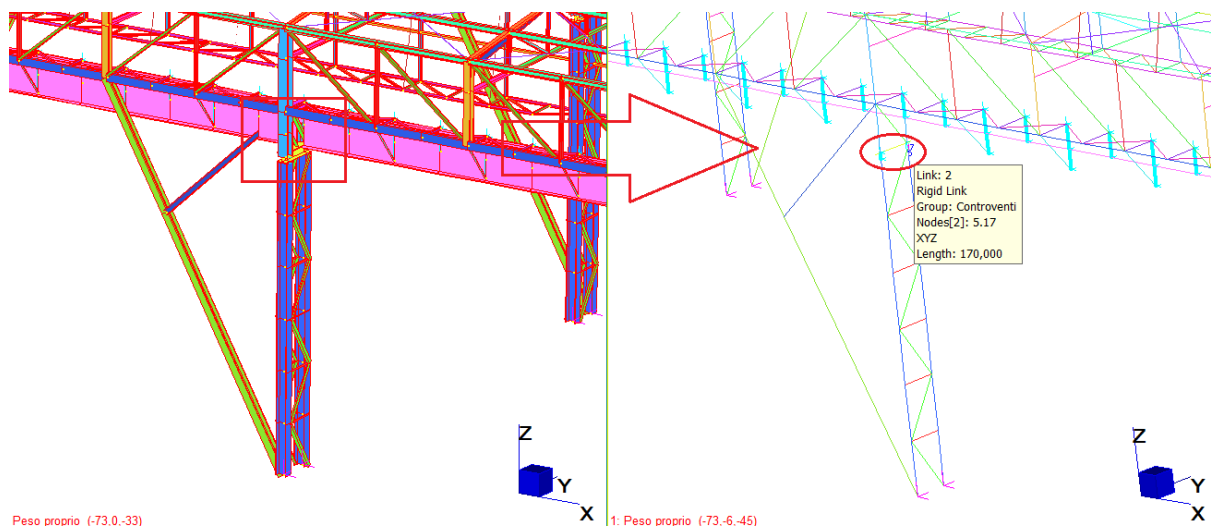 Link: 2
Rigid Link
Group: Controventi
Nodes[2]: 5.17
XYZ
Length: 170,000
Z
Y
X
Z
Y
X
Peso proprio (-73.0.-33)
1: Peso proprio (-73.-6.-45)